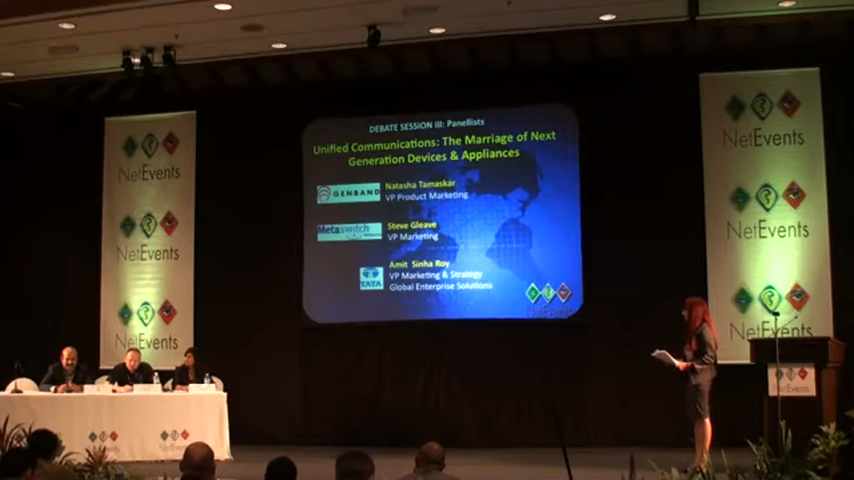 DEBATE SESSION III: Panellists
Unified Communications: The Marriage of Next
Generation Devices & Appliances
GENBAND
Natasha Tamaskar
VP Product Marketing
Metaswitch
Steve Gleave
VP Marketing
TATA
Amit Sinha Roy
VP Marketing & Strategy
Global Enterprise Solutions
NetEvents
NetEvents
NetEvents
NetEvents
NetEvents
NetEvents
NetEvents
NetEvents
NetEvents